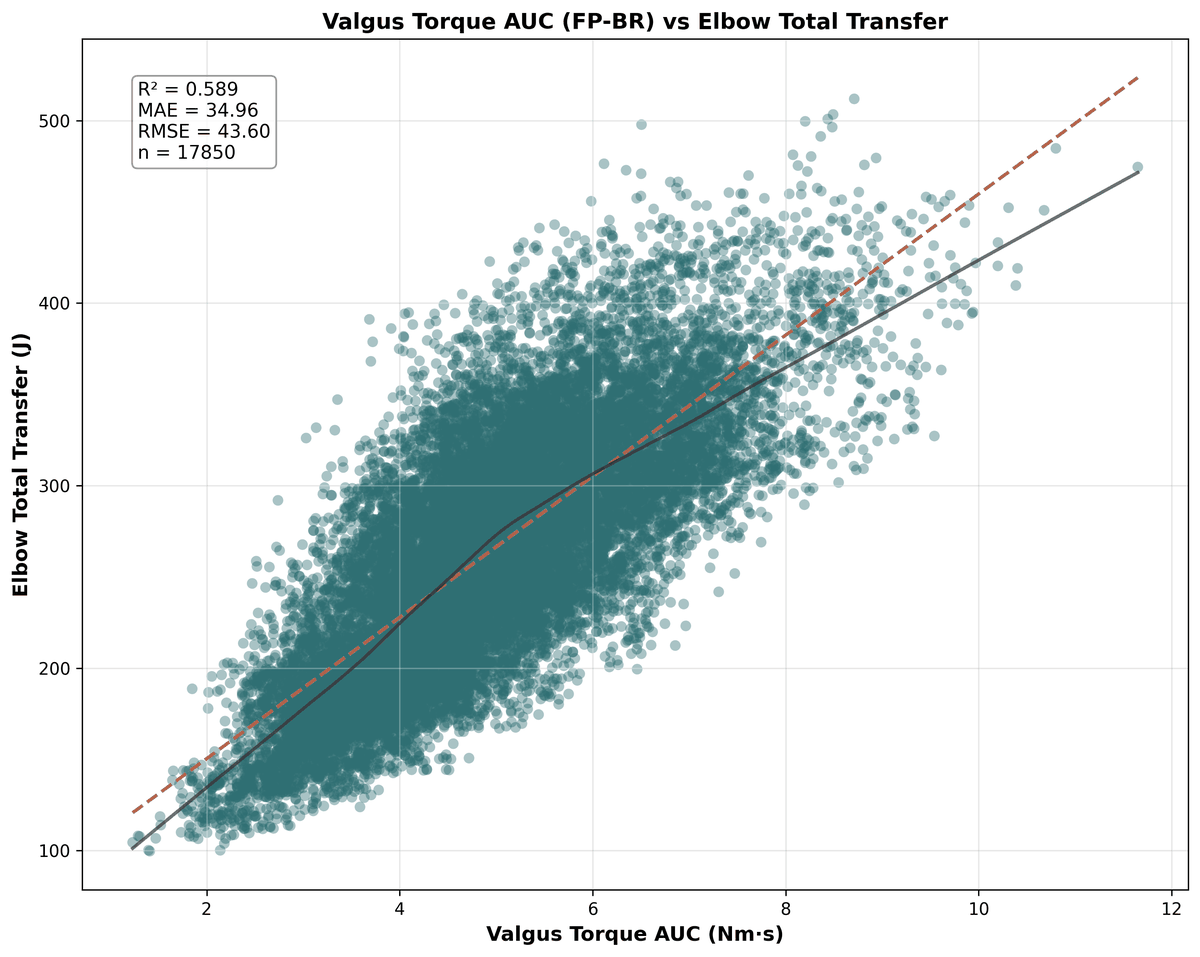 Valgus Torque AUC (FP-BR) vs Elbow Total Transfer
R² = 0.589
MAE = 34.96
RMSE = 43.60
n = 17850
Elbow Total Transfer (J)
500
400
300
200
100
2 4 6 8 10 12
Valgus Torque AUC (Nm·s)